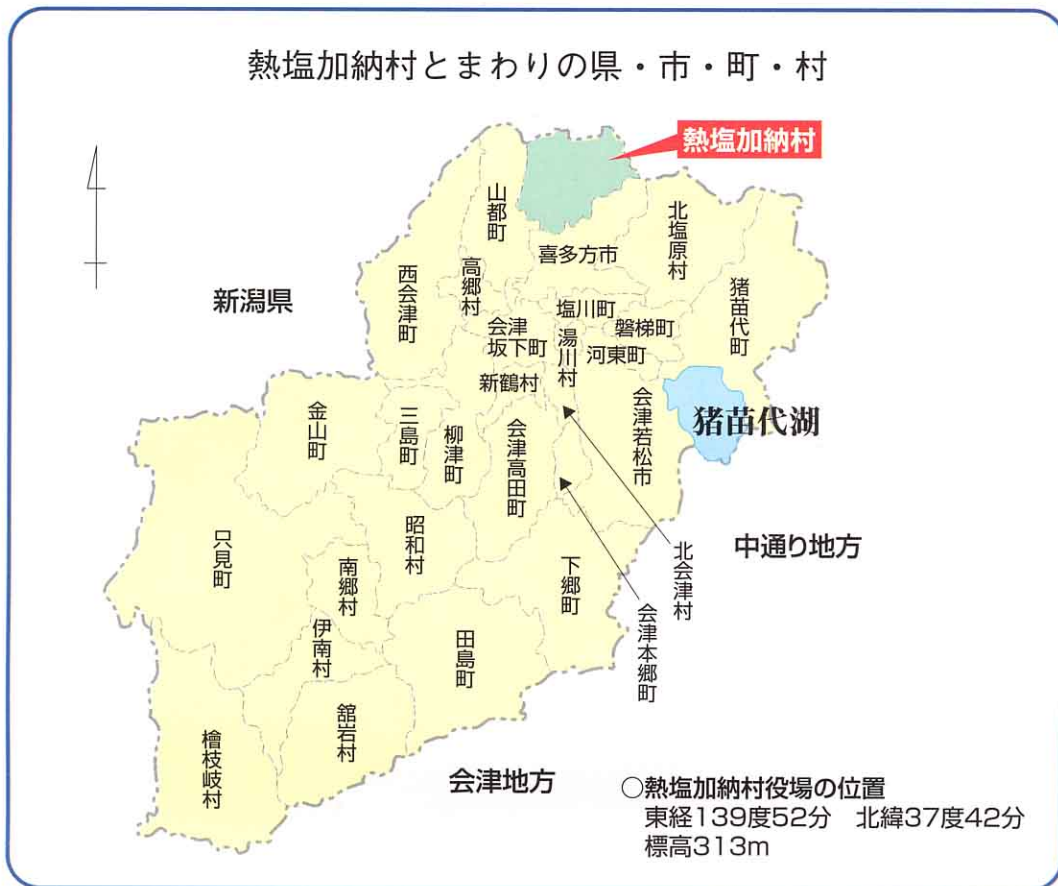 熱塩加納村とまわりの県・市・町・村
熱塩加納村
山都町
北塩原村
喜多方市
猪苗代町
高郷村
西会津町
新潟県
塩川町
磐梯町
会津
坂下町
湯川村
河東町
新鶴村
会津若松市
猪苗代湖
金山町
三島町
柳津町
会津高田町
昭和村
只見町
南郷村
下郷町
北会津村
中通り地方
会津本郷町
伊南村
田島町
舘岩村
檜枝岐村
会津地方
○熱塩加納村役場の位置
東経139度52分 北緯37度42分
標高313m